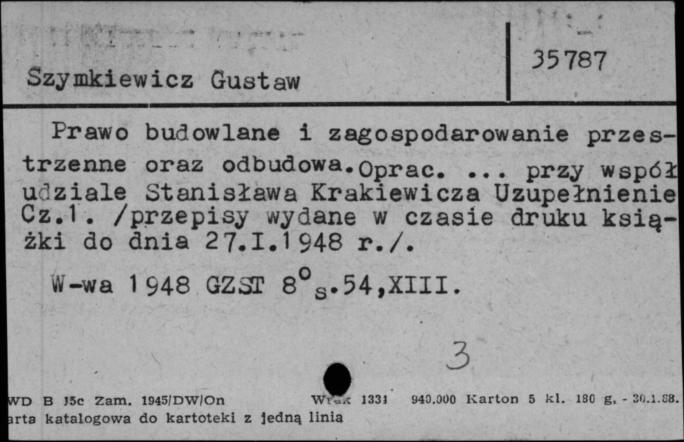 35787
Szymkiewicz Gustaw
Prawo budowlane i zagospodarowanie przes-
trzenne oraz odbudowa. Oprac. ... przy współ
udziale Stanisława Krakiewicza Uzupełnienie
Cz.1. /przepisy wydane w czasie druku ksią-
żki do dnia 27.I.1948 r./.
W-wa 1948 GZST 8° s.54,XIII.
3
WD B 15c Zam. 1945/DW/On 1331 940.000 Karton 5 kl. 180 g. - 30.1.88.
arta katalogowa do kartoteki z jedną linia